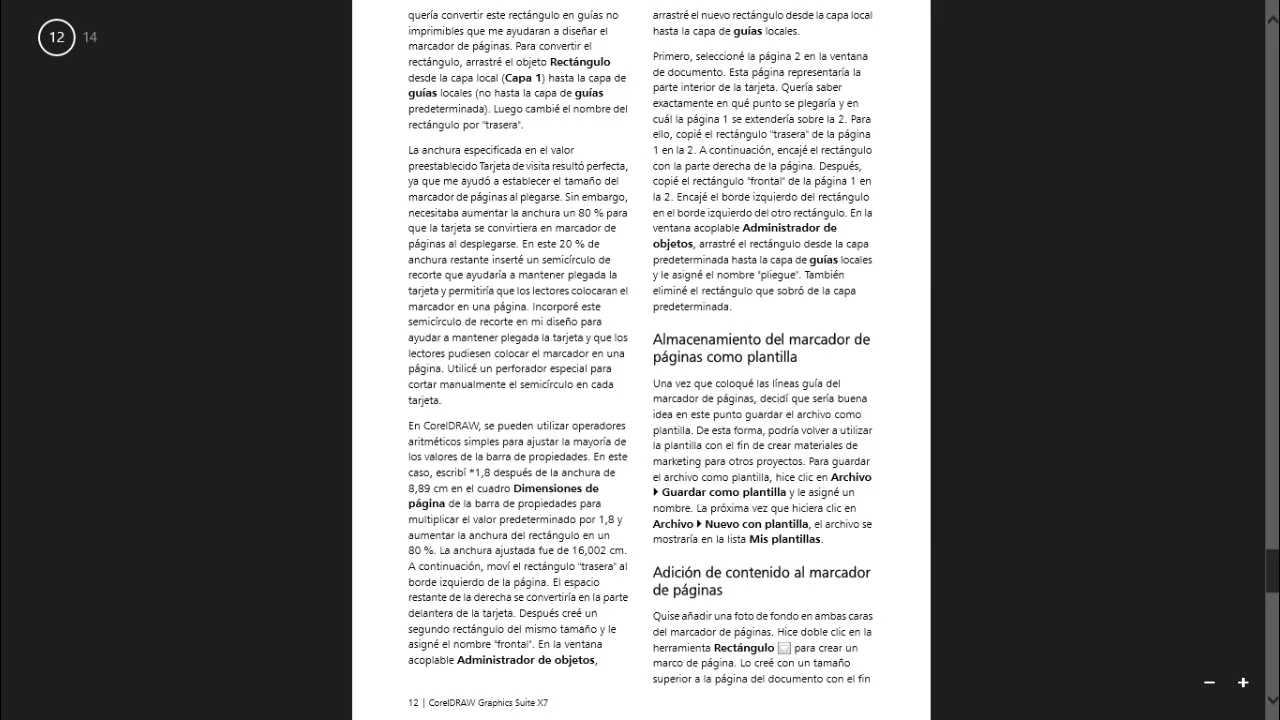 12 14
quería convertir este rectángulo en guías no
imprimibles que me ayudaran a diseñar el
marcador de páginas. Para convertir el
rectángulo, arrastré el objeto Rectángulo
desde la capa local (Capa 1) hasta la capa de
guías locales (no hasta la capa de guías
predeterminada). Luego cambié el nombre del
rectángulo por "trasera".
La anchura especificada en el valor
preestablecido Tarjeta de visita resultó perfecta,
ya que me ayudó a establecer el tamaño del
marcador de páginas al plegarse. Sin embargo,
necesitaba aumentar la anchura un 80 % para
que la tarjeta se convirtiera en marcador de
páginas al desplegarse. En este 20 % de
anchura restante inserté un semicírculo de
recorte que ayudaría a mantener plegada la
tarjeta y permitiría que los lectores colocaran el
marcador en una página. Incorporé este
semicírculo de recorte en mi diseño para
ayudar a mantener plegada la tarjeta y que los
lectores pudiesen colocar el marcador en una
página. Utilicé un perforador especial para
cortar manualmente el semicírculo en cada
tarjeta.
En CorelDRAW, se pueden utilizar operadores
aritméticos simples para ajustar la mayoría de
los valores de la barra de propiedades. En este
caso, escribí *1,8 después de la anchura de
8,89 cm en el cuadro Dimensiones de
página de la barra de propiedades para
multiplicar el valor predeterminado por 1,8 y
aumentar la anchura del rectángulo en un
80 %. La anchura ajustada fue de 16,002 cm.
A continuación, moví el rectángulo "trasera" al
borde izquierdo de la página. El espacio
restante de la derecha se convertiría en la parte
delantera de la tarjeta. Después creé un
segundo rectángulo del mismo tamaño y le
asigné el nombre "frontal". En la ventana
acoplable Administrador de objetos,
arrastré el nuevo rectángulo desde la capa local
hasta la capa de guías locales.
Primero, seleccioné la página 2 en la ventana
de documento. Esta página representaría la
parte interior de la tarjeta. Quería saber
exactamente en qué punto se plegaría y en
cuál la página 1 se extendería sobre la 2. Para
ello, copié el rectángulo "trasera" de la página
1 en la 2. A continuación, encajé el rectángulo
con la parte derecha de la página. Después,
copié el rectángulo "frontal" de la página 1 en
la 2. Encajé el borde izquierdo del rectángulo
en el borde izquierdo del otro rectángulo. En la
ventana acoplable Administrador de
objetos, arrastré el rectángulo desde la capa
predeterminada hasta la capa de guías locales
y le asigné el nombre "pliegue". También
eliminé el rectángulo que sobró de la capa
predeterminada.
Almacenamiento del marcador de
páginas como plantilla
Una vez que coloqué las líneas guía del
marcador de páginas, decidí que sería buena
idea en este punto guardar el archivo como
plantilla. De esta forma, podría volver a utilizar
la plantilla con el fin de crear materiales de
marketing para otros proyectos. Para guardar
el archivo como plantilla, hice clic en Archivo
▶ Guardar como plantilla y le asigné un
nombre. La próxima vez que hiciera clic en
Archivo ▶ Nuevo con plantilla, el archivo se
mostraría en la lista Mis plantillas.
Adición de contenido al marcador
de páginas
Quise añadir una foto de fondo en ambas caras
del marcador de páginas. Hice doble clic en la
herramienta Rectángulo para crear un
marco de página. Lo creé con un tamaño
superior a la página del documento con el fin
12 | CorelDRAW Graphics Suite X7